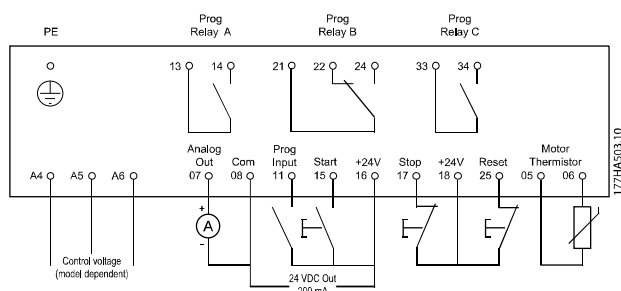 Prog Prog Prog
PE Relay A Relay B Relay C
13 14 21 22 24 33 34
Analog Prog Motor
Out Com Input Start +24V Stop +24V Reset Thermistor
A4 A5 A6 07 08 11 15 16 17 18 25 05 06
+
A
-
Control voltage
(model dependent)
24 VDC Out
200 mA
177HA503.10